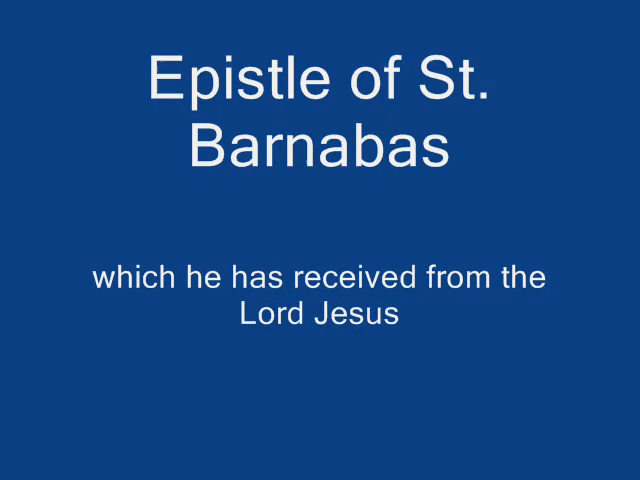 Epistle of St.
Barnabas
which he has received from the
Lord Jesus